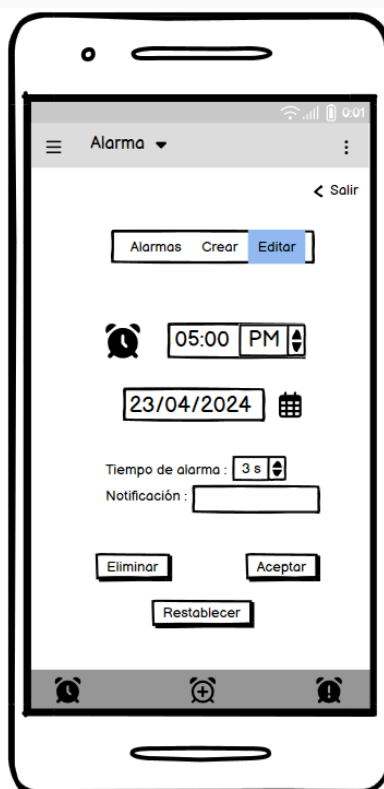 0:01
Alarma
Salir
Alarmas Crear Editar
05:00 PM
23/04/2024
Tiempo de alarma : 3 s
Notificación :
Eliminar Aceptar
Restablecer